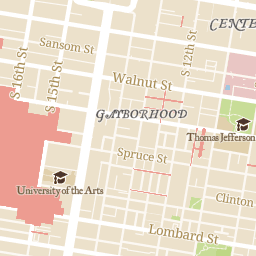 CENTE
Sansom St
S 16th St
S 15th St
S 12th St
Walnut St
GAYBORHOOD
Thomas Jefferson
Spruce St
University of the Arts
Clinton
Lombard St